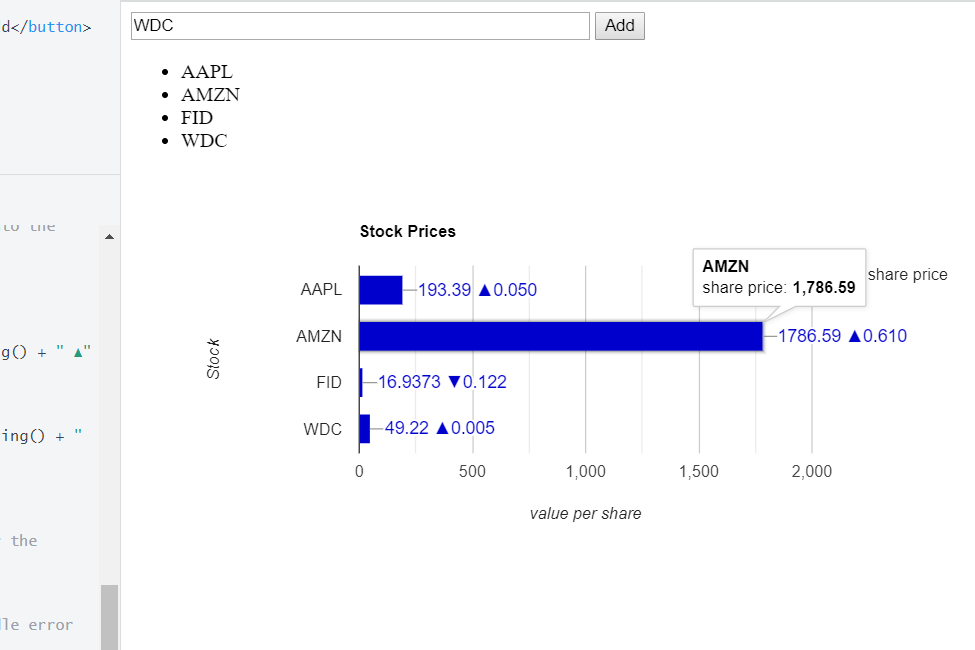 d</button>
WDC
Add
AAPL
AMZN
FID
WDC
to the
g() + " ▲"
ing() + "
the
le error
Stock Prices
AMZN
share price: 1,786.59
share price
AAPL
193.39 ▲0.050
AMZN
1786.59 ▲0.610
FID
16.9373 ▼0.122
WDC
49.22 ▲0.005
Stock
0 500 1,000 1,500 2,000
value per share